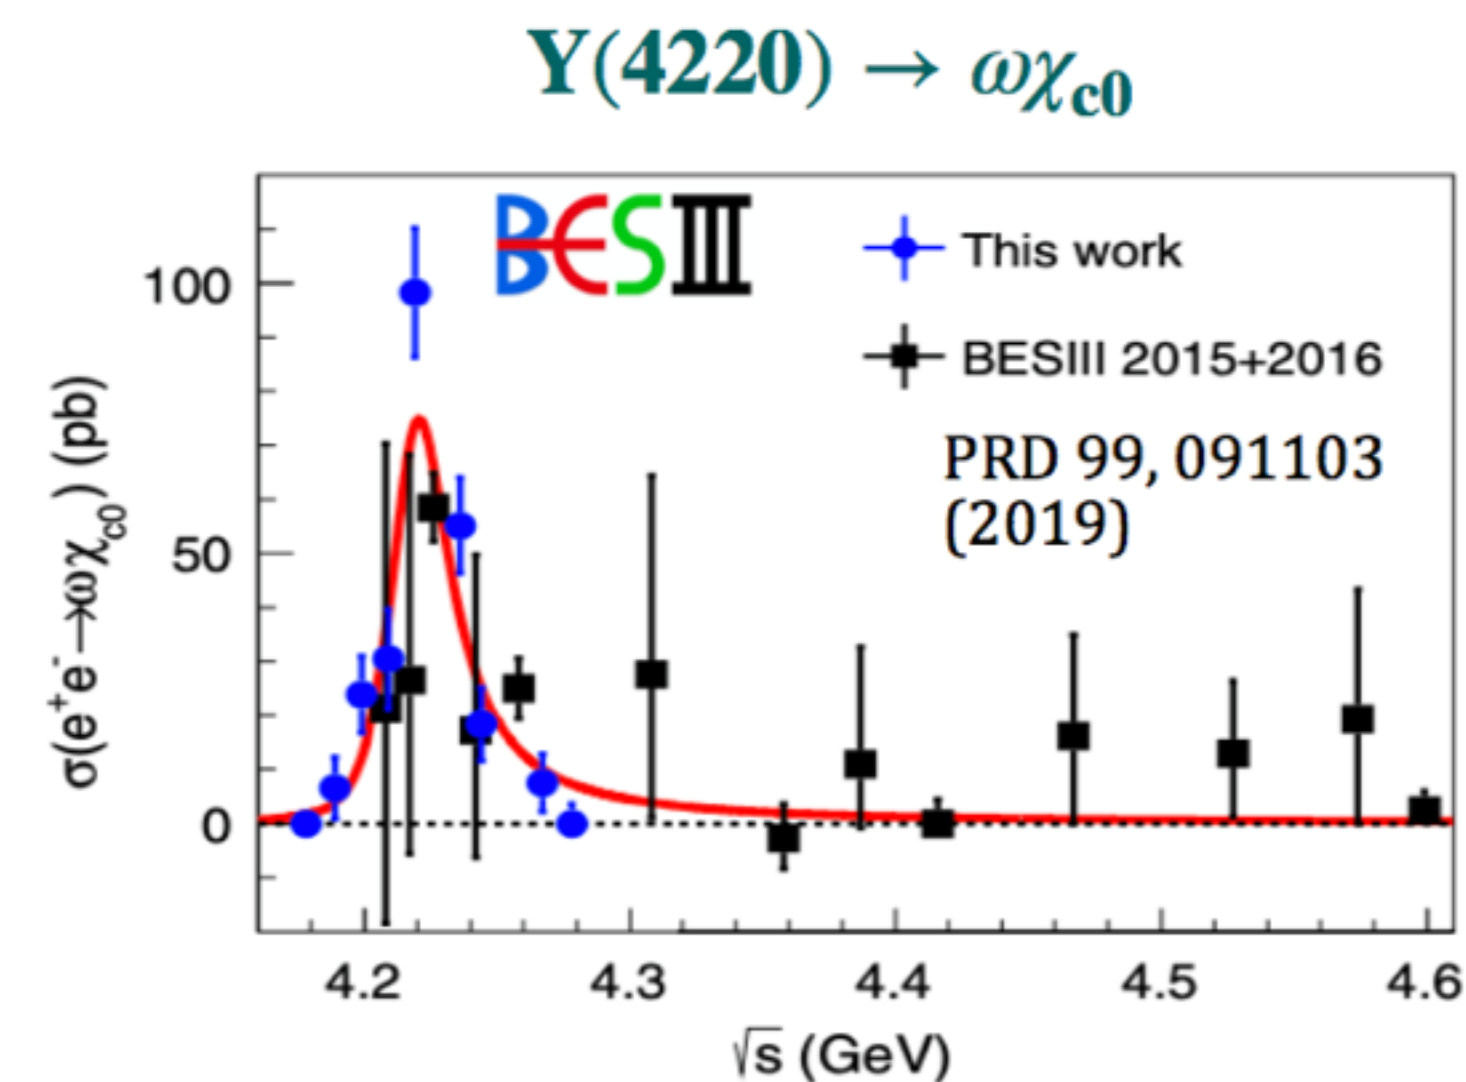 Y(4220) → ωχc0
BESIII
This work
BESIII 2015+2016
PRD 99, 091103
(2019)
σ(e+e-→ωχc0) (pb)
100
50
0
4.2
4.3
4.4
4.5
4.6
√s (GeV)